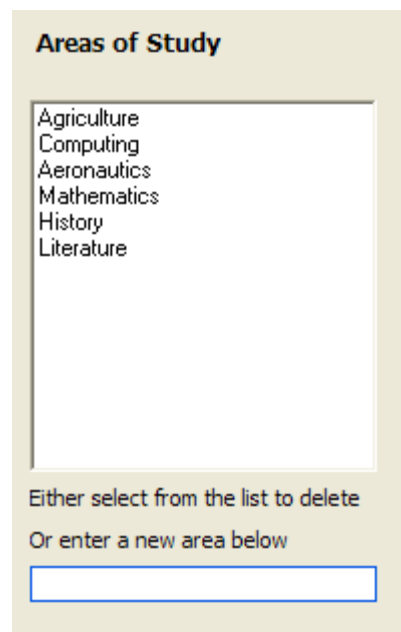 Areas of Study
Agriculture
Computing
Aeronautics
Mathematics
History
Literature
Either select from the list to delete
Or enter a new area below